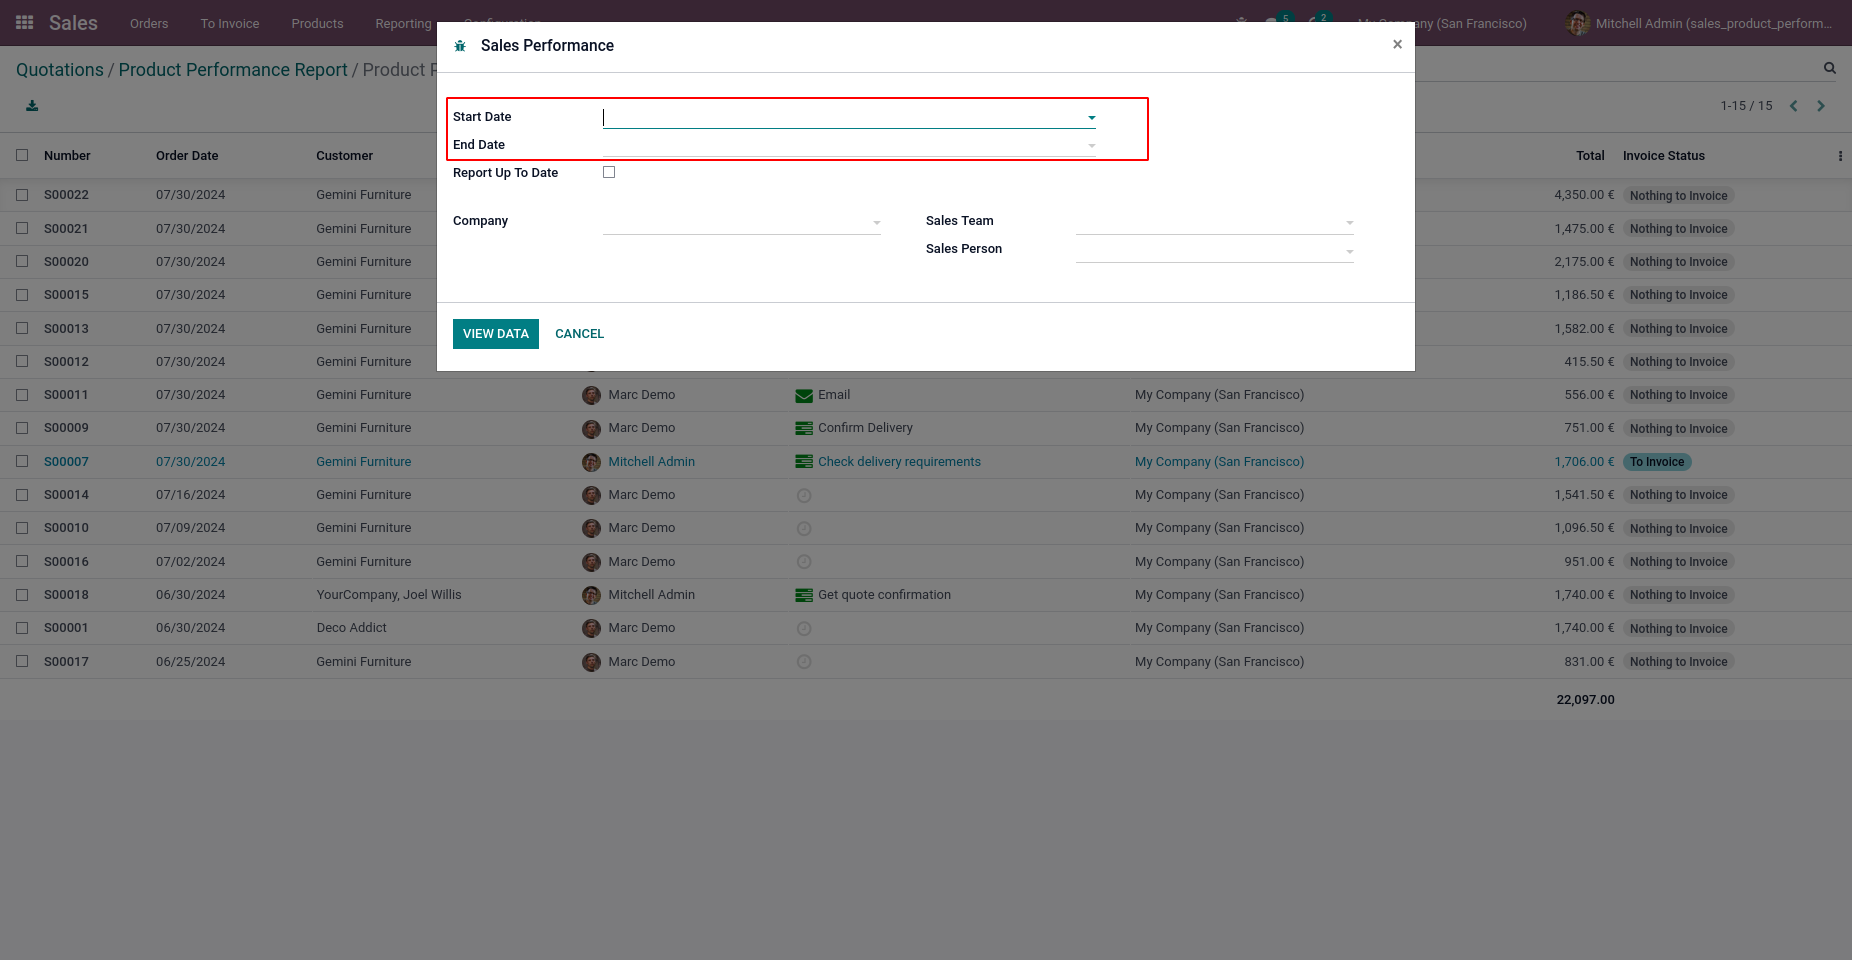 Sales Orders To Invoice Products Reporting Configuration 5 2 My Company (San Francisco) Mitchell Admin (sales_product_perform...
Sales Performance ×
Quotations / Product Performance Report / Product
Start Date
End Date
Report Up To Date
Company Sales Team
Sales Person
VIEW DATA CANCEL
1-15 / 15
Number Order Date Customer Total Invoice Status
S00022 07/30/2024 Gemini Furniture 4,350.00 € Nothing to Invoice
S00021 07/30/2024 Gemini Furniture 1,475.00 € Nothing to Invoice
S00020 07/30/2024 Gemini Furniture 2,175.00 € Nothing to Invoice
S00015 07/30/2024 Gemini Furniture 1,186.50 € Nothing to Invoice
S00013 07/30/2024 Gemini Furniture 1,582.00 € Nothing to Invoice
S00012 07/30/2024 Gemini Furniture 415.50 € Nothing to Invoice
S00011 07/30/2024 Gemini Furniture Marc Demo Email My Company (San Francisco) 556.00 € Nothing to Invoice
S00009 07/30/2024 Gemini Furniture Marc Demo Confirm Delivery My Company (San Francisco) 751.00 € Nothing to Invoice
S00007 07/30/2024 Gemini Furniture Mitchell Admin Check delivery requirements My Company (San Francisco) 1,706.00 € To Invoice
S00014 07/16/2024 Gemini Furniture Marc Demo My Company (San Francisco) 1,541.50 € Nothing to Invoice
S00010 07/09/2024 Gemini Furniture Marc Demo My Company (San Francisco) 1,096.50 € Nothing to Invoice
S00016 07/02/2024 Gemini Furniture Marc Demo My Company (San Francisco) 951.00 € Nothing to Invoice
S00018 06/30/2024 YourCompany, Joel Willis Mitchell Admin Get quote confirmation My Company (San Francisco) 1,740.00 € Nothing to Invoice
S00001 06/30/2024 Deco Addict Marc Demo My Company (San Francisco) 1,740.00 € Nothing to Invoice
S00017 06/25/2024 Gemini Furniture Marc Demo My Company (San Francisco) 831.00 € Nothing to Invoice
22,097.00